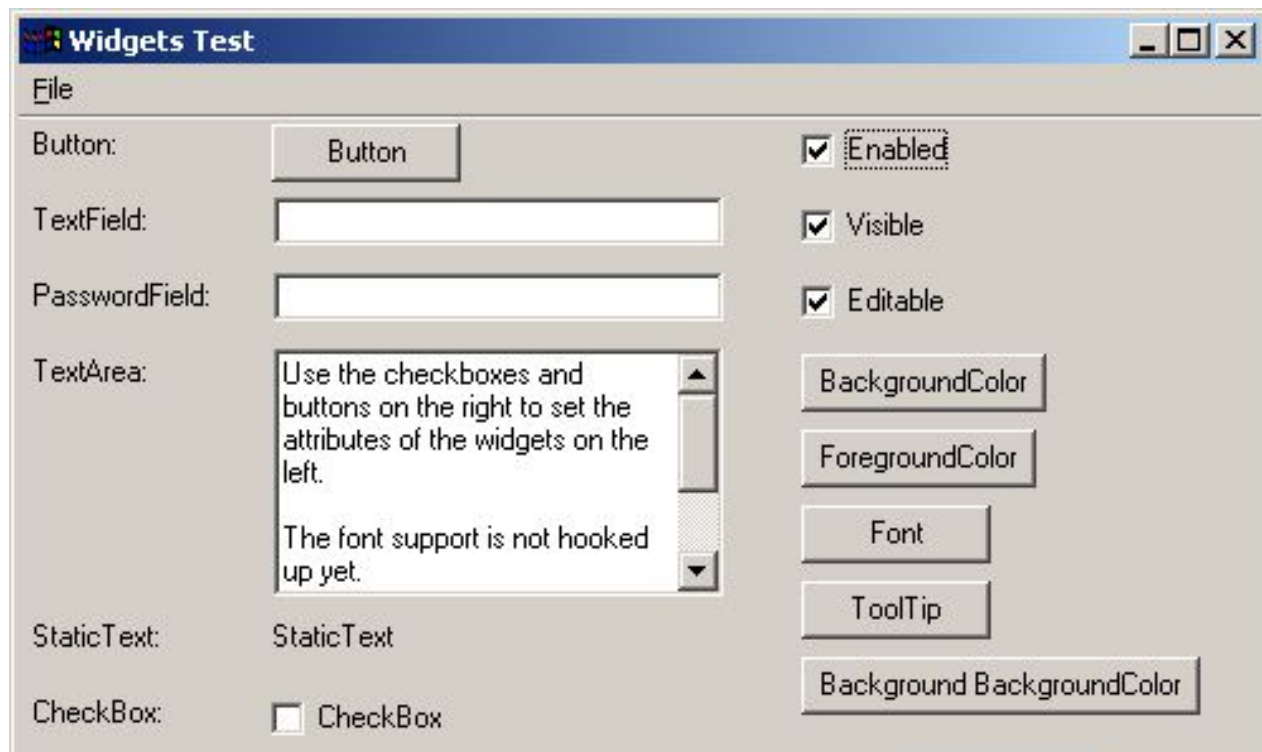 Widgets Test
File
Button: Button
Enabled
TextField:
Visible
PasswordField:
Editable
TextArea:
Use the checkboxes and
buttons on the right to set the
attributes of the widgets on the
left.
The font support is not hooked
up yet.
BackgroundColor
ForegroundColor
Font
ToolTip
StaticText: StaticText
Background BackgroundColor
CheckBox: CheckBox